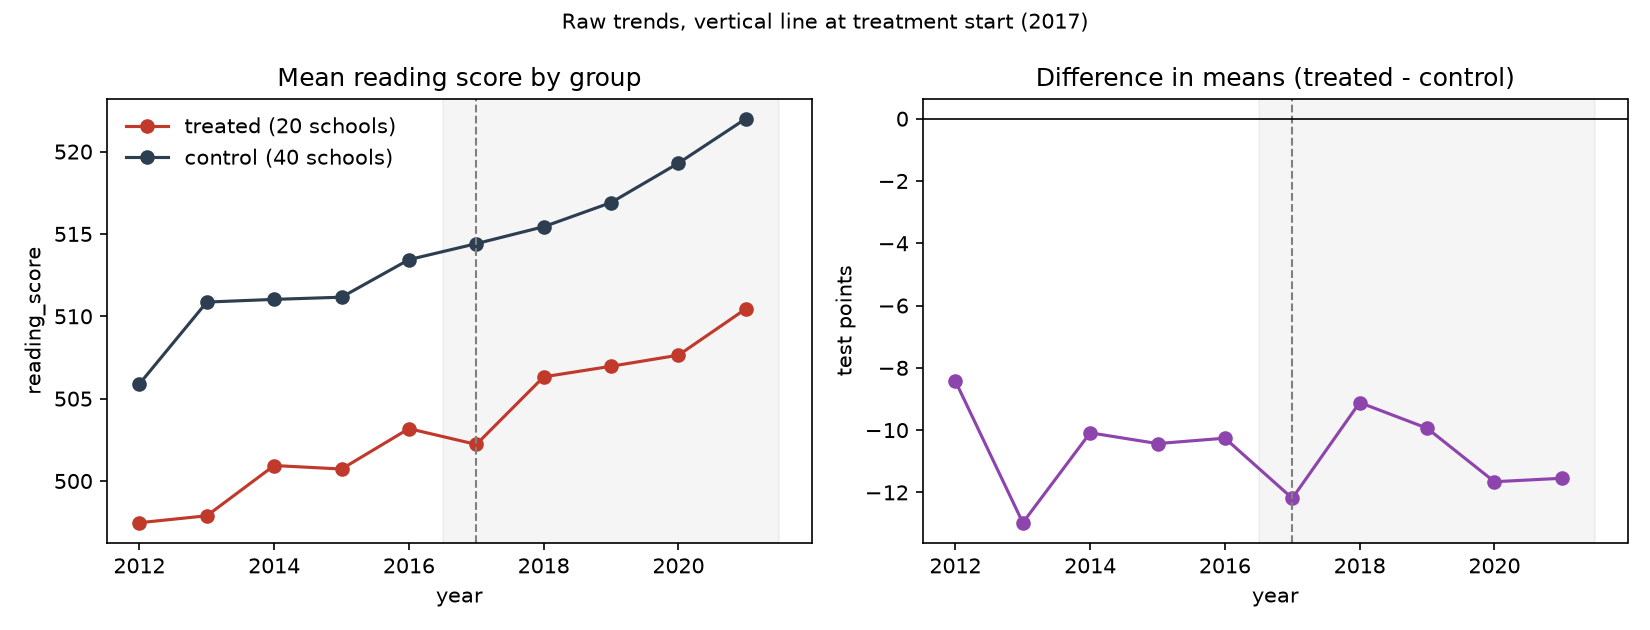 Raw trends, vertical line at treatment start (2017)
Mean reading score by group
treated (20 schools)
control (40 schools)
520
515
510
505
500
reading_score
2012
2014
2016
2018
2020
year
Difference in means (treated - control)
0
−2
−4
−6
−8
−10
−12
test points
2012
2014
2016
2018
2020
year